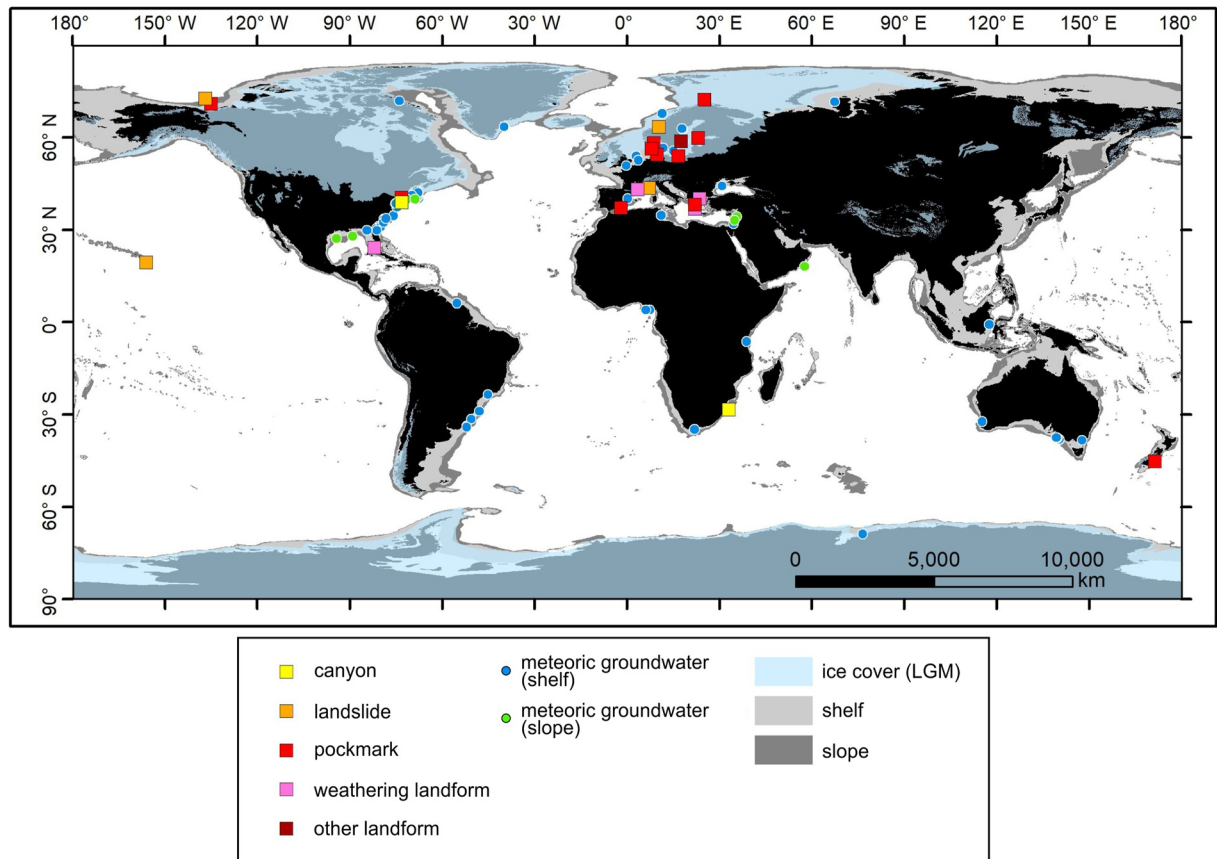 180° 150° W 120° W 90° W 60° W 30° W 0° 30° E 60° E 90° E 120° E 150° E 180°
60° N
30° N
0°
30° S
60° S
90°
0 5,000 10,000
km
canyon
landslide
pockmark
weathering landform
other landform
meteoric groundwater
(shelf)
meteoric groundwater
(slope)
ice cover (LGM)
shelf
slope